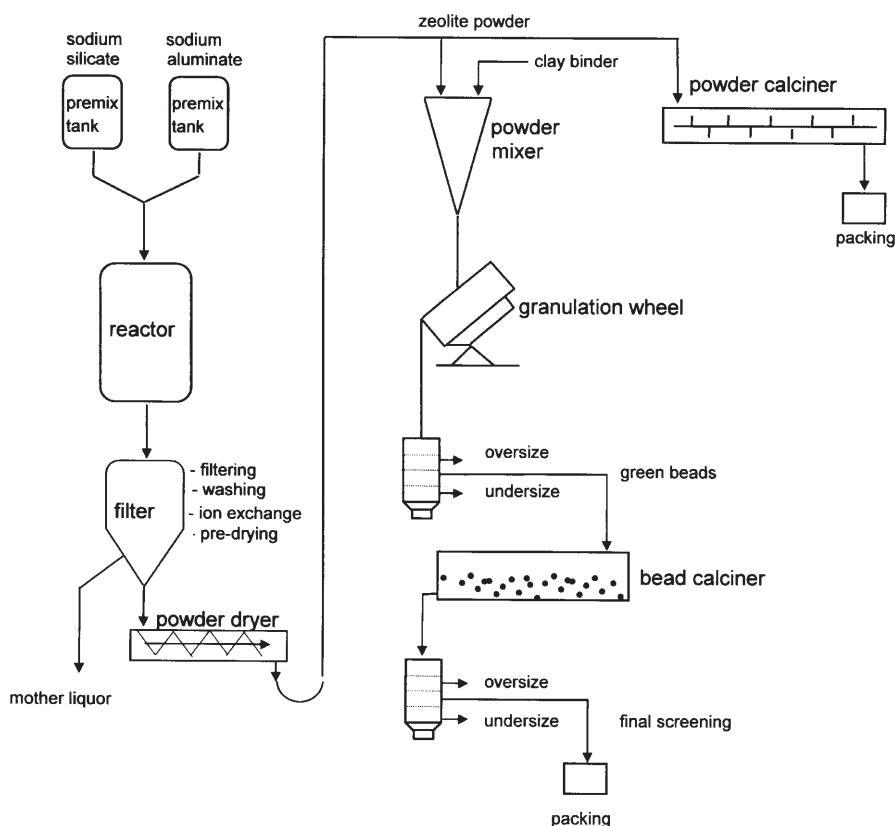 zeolite powder
sodium
silicate
sodium
aluminate
premix
tank
premix
tank
clay binder
powder
mixer
powder calciner
packing
reactor
granulation wheel
filter
- filtering
- washing
- ion exchange
- pre-drying
oversize
undersize
green beads
powder dryer
bead calciner
mother liquor
oversize
undersize
final screening
packing